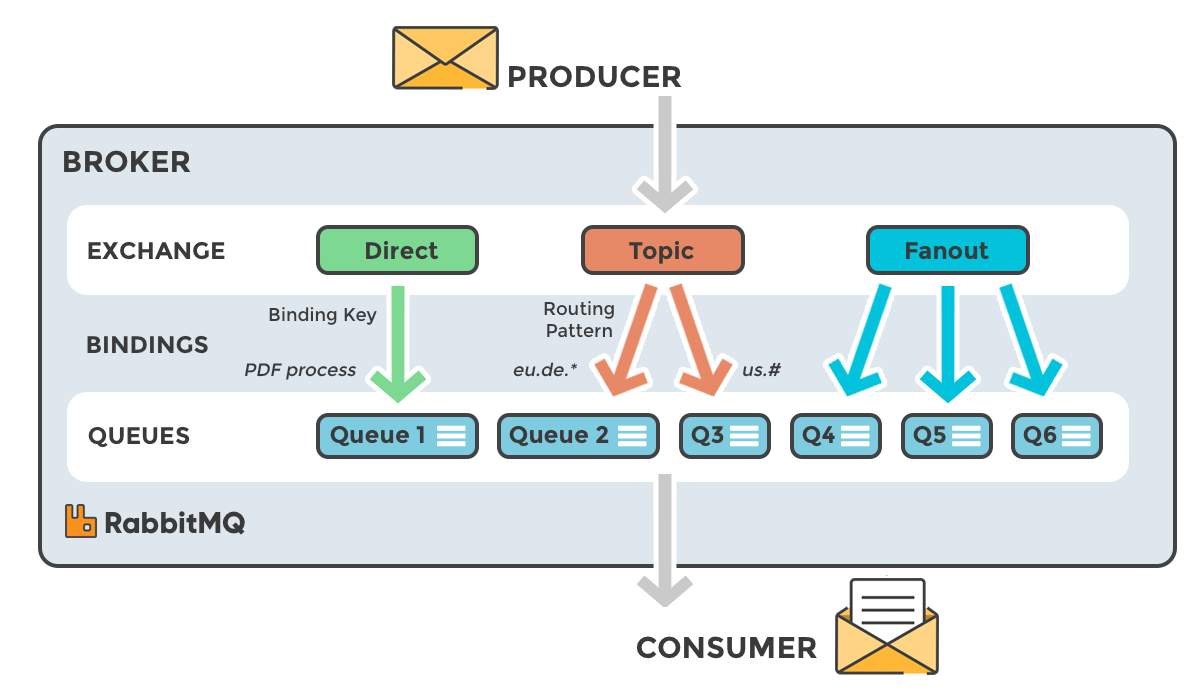 PRODUCER
BROKER
EXCHANGE
Direct
Topic
Fanout
Binding Key
Routing
Pattern
BINDINGS
PDF process
eu.de.*
us.#
QUEUES
Queue 1
Queue 2
Q3
Q4
Q5
Q6
RabbitMQ
CONSUMER